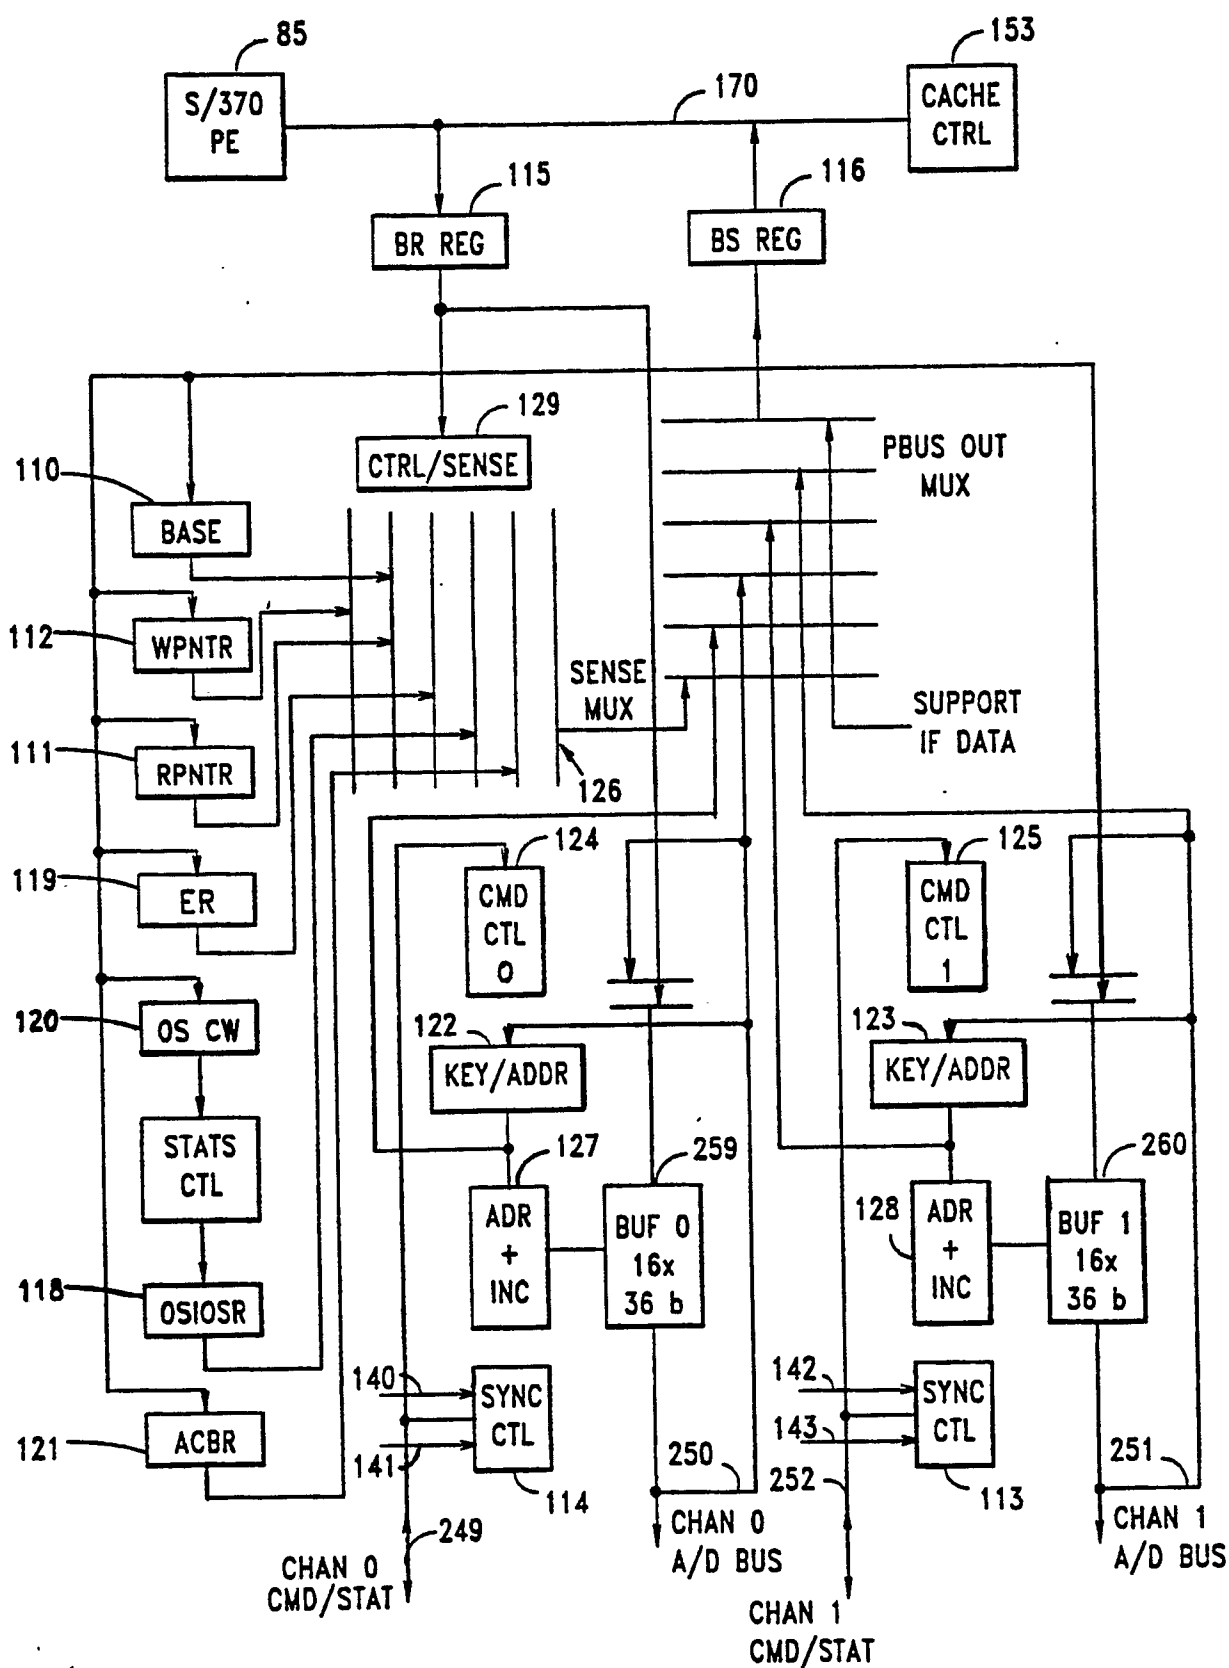 85
S/370
PE
170
153
CACHE
CTRL
115
BR REG
116
BS REG
129
CTRL/SENSE
PBUS OUT
MUX
110
BASE
112
WPNTR
SENSE
MUX
SUPPORT
IF DATA
111
RPNTR
126
119
ER
124
CMD
CTL
0
125
CMD
CTL
1
120
OS CW
122
KEY/ADDR
123
KEY/ADDR
STATS
CTL
127
ADR
+
INC
259
BUF 0
16x
36 b
128
ADR
+
INC
260
BUF 1
16x
36 b
118
OSIOSR
140
SYNC
CTL
141
114
142
SYNC
CTL
143
113
121
ACBR
250
252
251
249
CHAN 0
CMD/STAT
CHAN 0
A/D BUS
CHAN 1
CMD/STAT
CHAN 1
A/D BUS